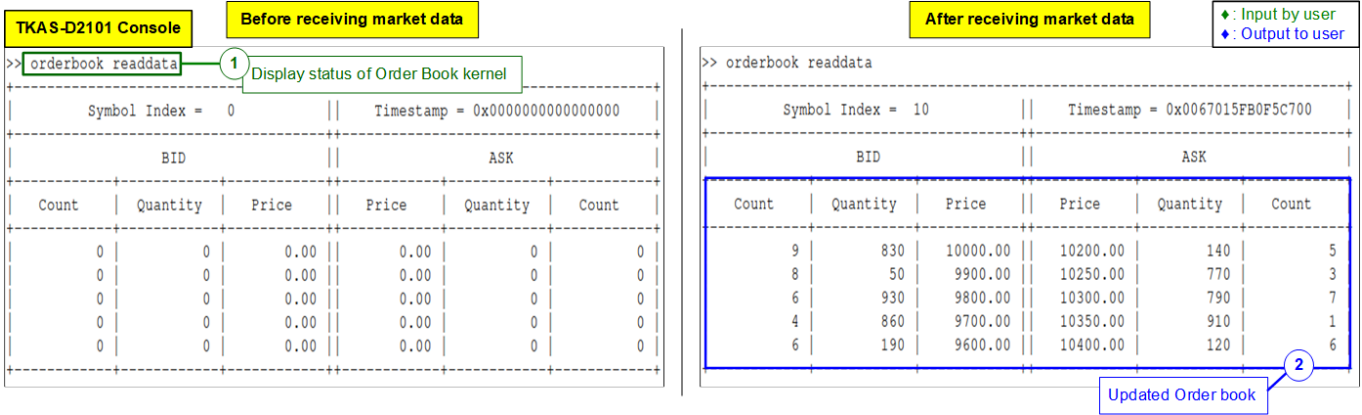 TKAS-D2101 Console
Before receiving market data
After receiving market data
♦ : Input by user
♦ : Output to user
>> orderbook readdata
1
Display status of Order Book kernel
Symbol Index = 0 || Timestamp = 0x0000000000000000
BID || ASK
Count | Quantity | Price || Price | Quantity | Count
0 | 0 | 0.00 || 0.00 | 0 | 0
0 | 0 | 0.00 || 0.00 | 0 | 0
0 | 0 | 0.00 || 0.00 | 0 | 0
0 | 0 | 0.00 || 0.00 | 0 | 0
0 | 0 | 0.00 || 0.00 | 0 | 0
>> orderbook readdata
Symbol Index = 10 || Timestamp = 0x0067015FB0F5C700
BID || ASK
Count | Quantity | Price || Price | Quantity | Count
9 | 830 | 10000.00 || 10200.00 | 140 | 5
8 | 50 | 9900.00 || 10250.00 | 770 | 3
6 | 930 | 9800.00 || 10300.00 | 790 | 7
4 | 860 | 9700.00 || 10350.00 | 910 | 1
6 | 190 | 9600.00 || 10400.00 | 120 | 6
2
Updated Order book